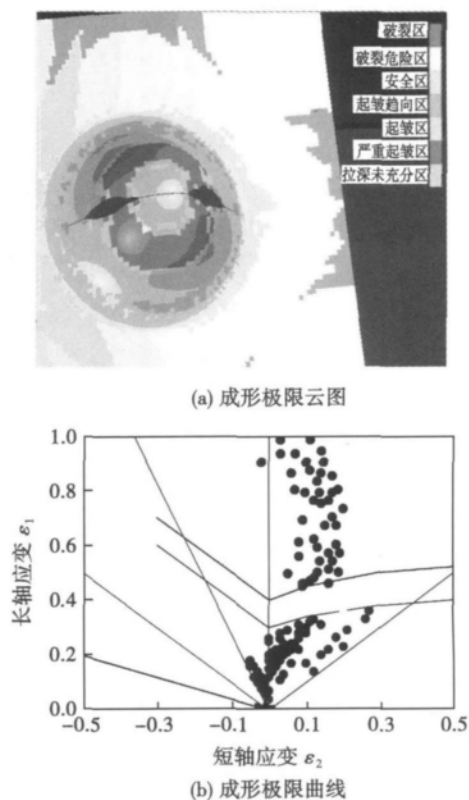 破裂区
破裂危险区
安全区
起皱趋向区
起皱区
严重起皱区
拉深未充分区
(a) 成形极限云图
1.0
0.8
0.6
0.4
0.2
0.0
长轴应变 ε₁
-0.5 -0.3 -0.1 0.1 0.3 0.5
短轴应变 ε₂
(b) 成形极限曲线